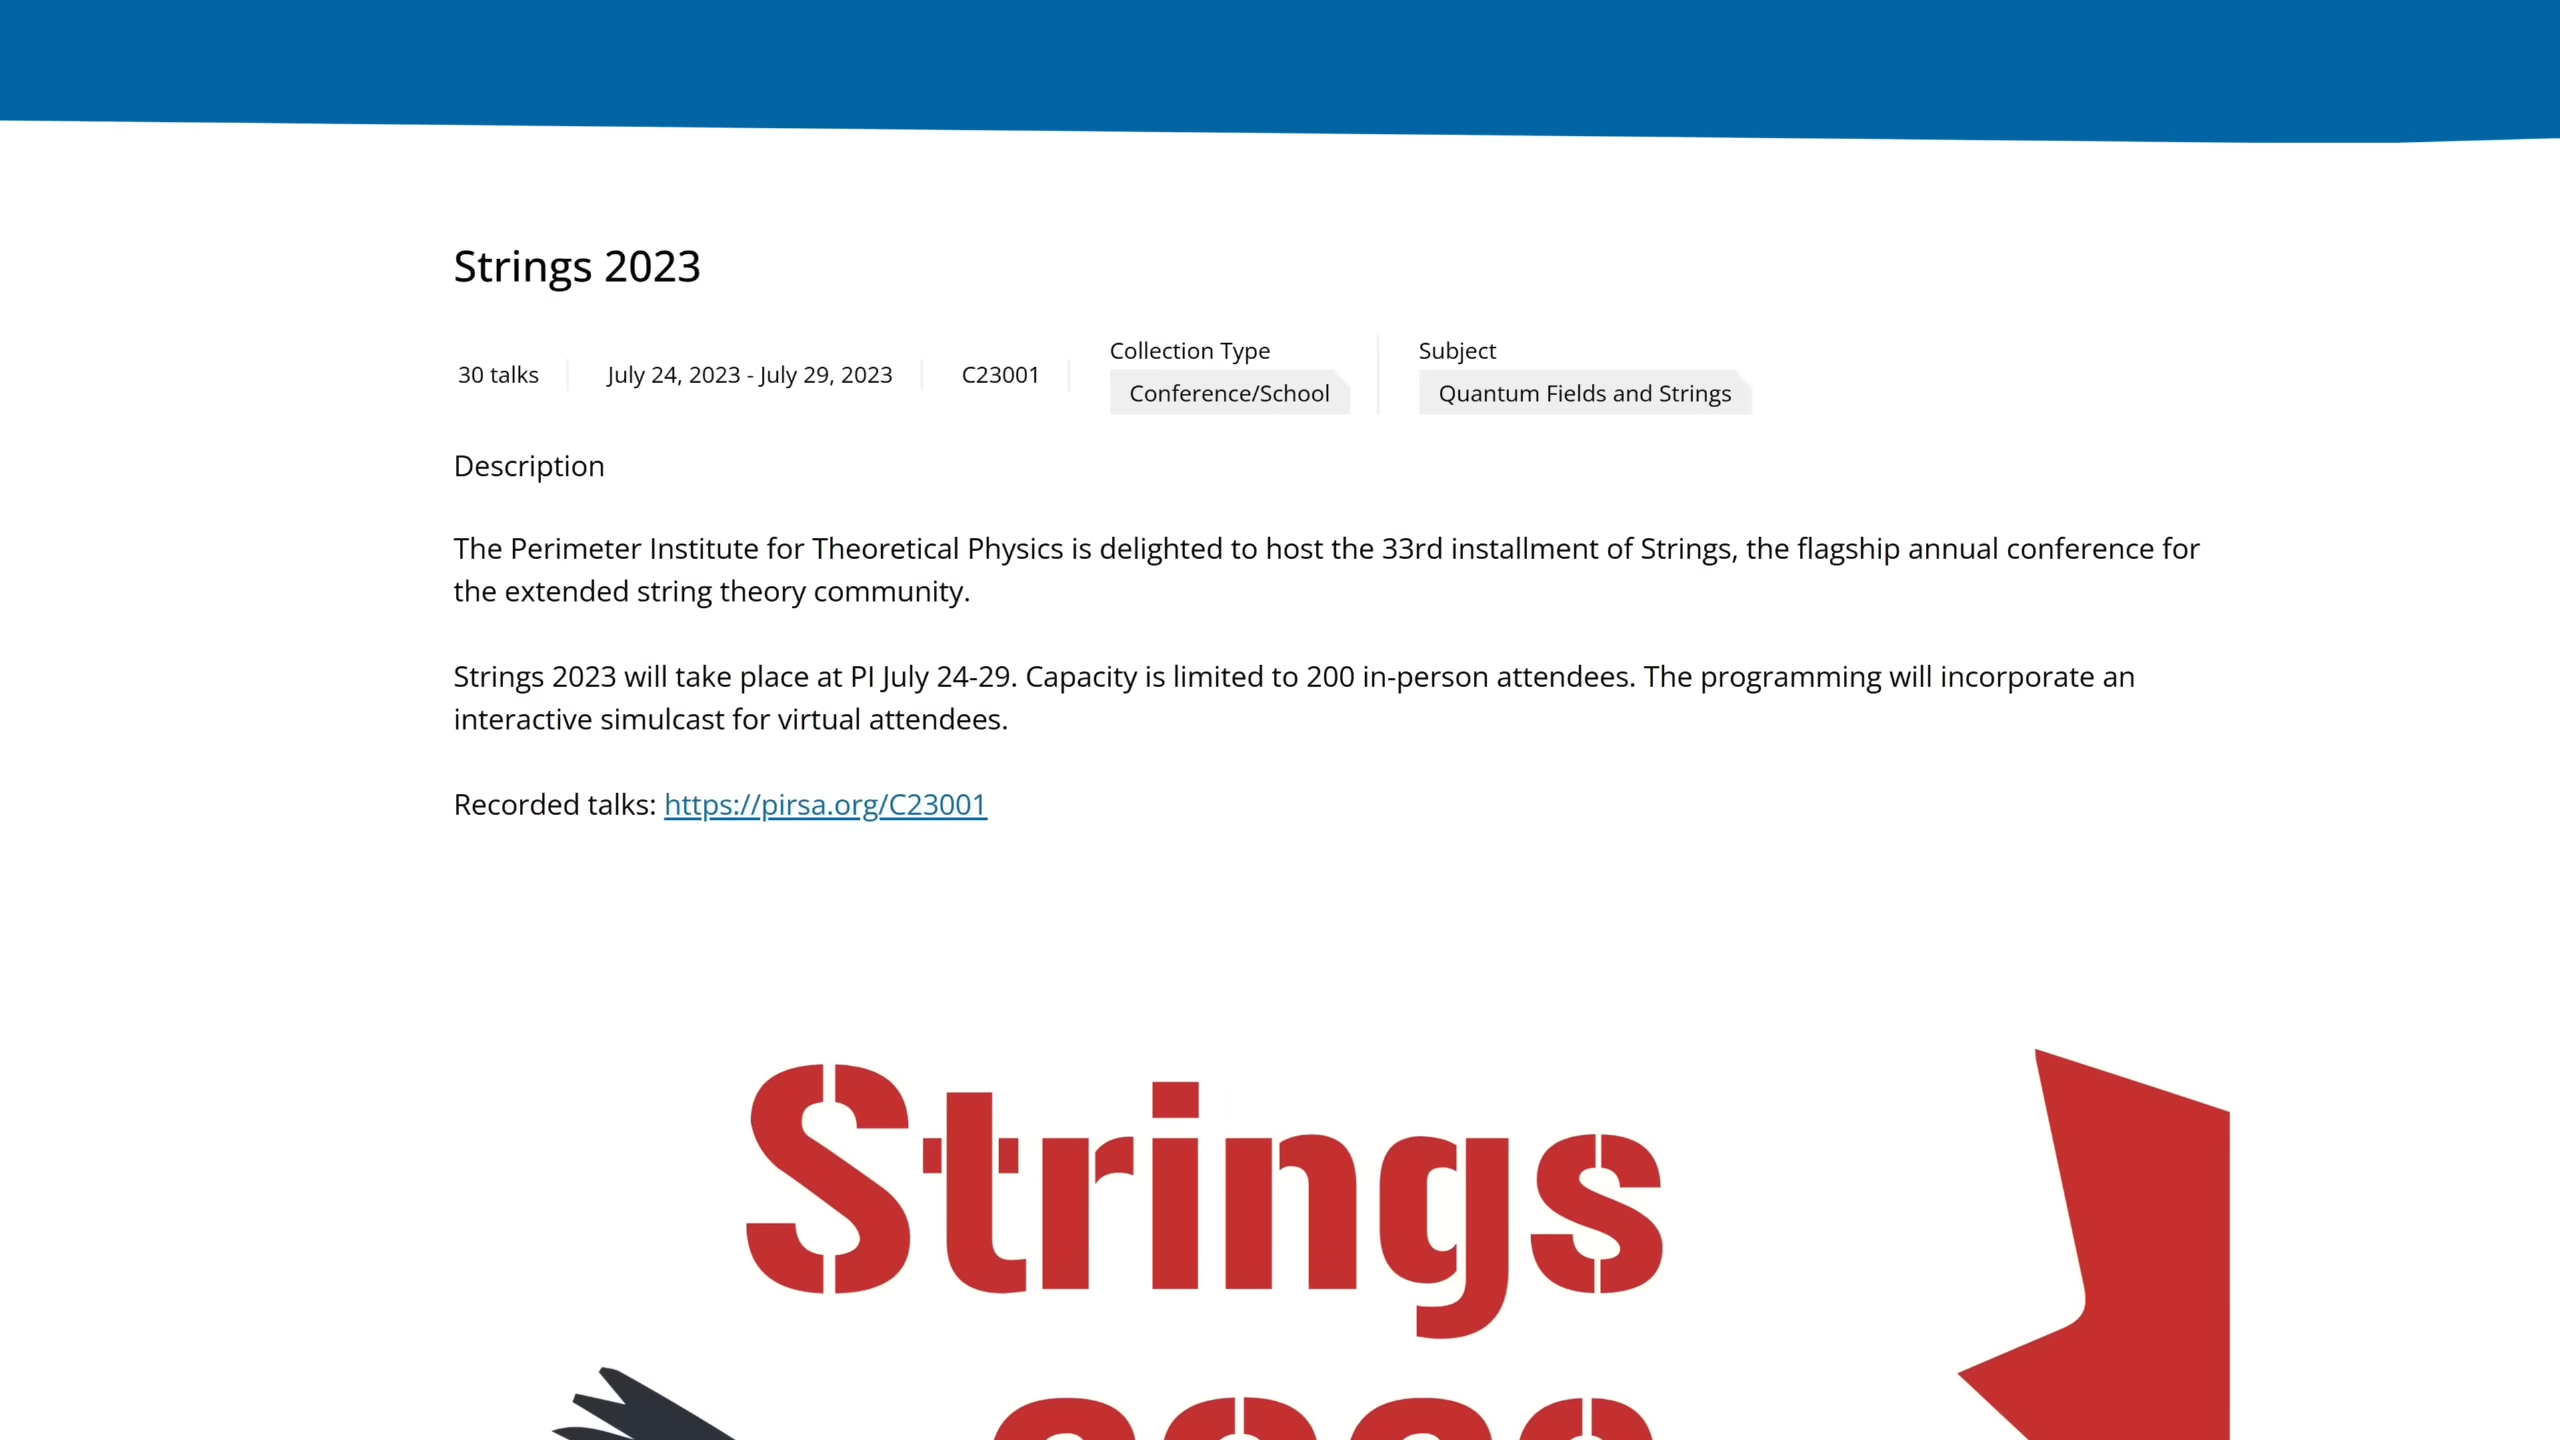 Strings 2023
30 talks
July 24, 2023 - July 29, 2023
C23001
Collection Type
Conference/School
Subject
Quantum Fields and Strings
Description
The Perimeter Institute for Theoretical Physics is delighted to host the 33rd installment of Strings, the flagship annual conference for
the extended string theory community.
Strings 2023 will take place at PI July 24-29. Capacity is limited to 200 in-person attendees. The programming will incorporate an
interactive simulcast for virtual attendees.
Recorded talks: https://pirsa.org/C23001
Strings